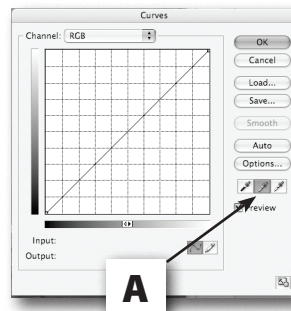 Curves
Channel: RGB
OK
Cancel
Load...
Save...
Smooth
Auto
Options...
Preview
Input:
Output:
A